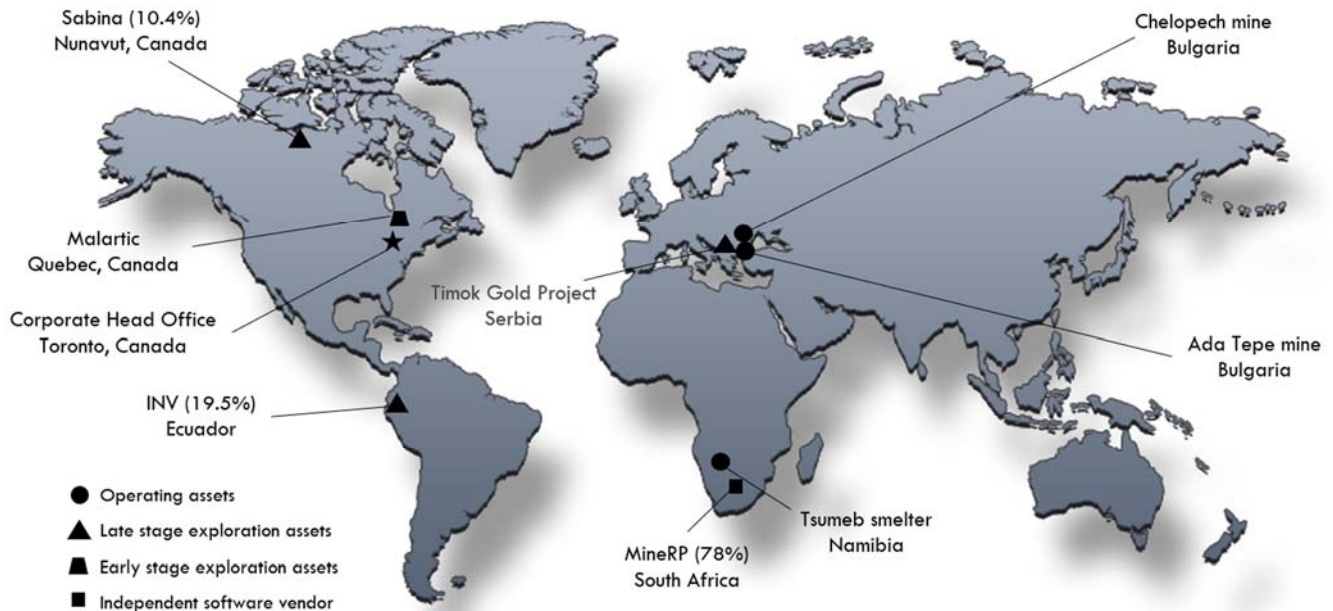 Sabina (10.4%)
Nunavut, Canada
Chelopech mine
Bulgaria
Malartic
Quebec, Canada
Timok Gold Project
Serbia
Corporate Head Office
Toronto, Canada
Ada Tepe mine
Bulgaria
INV (19.5%)
Ecuador
Operating assets
Late stage exploration assets
Early stage exploration assets
Independent software vendor
Tsumeb smelter
Namibia
MineRP (78%)
South Africa